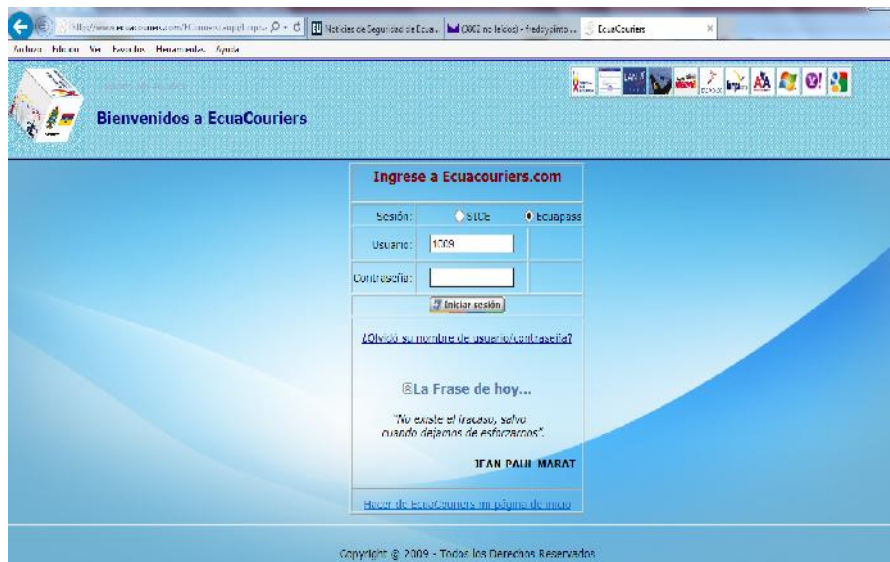 Noticias de Seguridad de Ecua...
EcuaCouriers
Archivo Edición Ver Favoritos Herramientas Ayuda
Bienvenidos a EcuaCouriers
Ingrese a Ecuacouriers.com
Sesión: SICE Ecuapass
Usuario: 1009
Contraseña:
Iniciar sesión
¿Olvidó su nombre de usuario/contraseña?
La Frase de hoy...
"No existe el fracaso, salvo
cuando dejamos de esforzarnos".
JEAN PAUL MARAT
Hacer de EcuaCouriers mi página de inicio
Copyright @ 2009 - Todos los Derechos Reservados